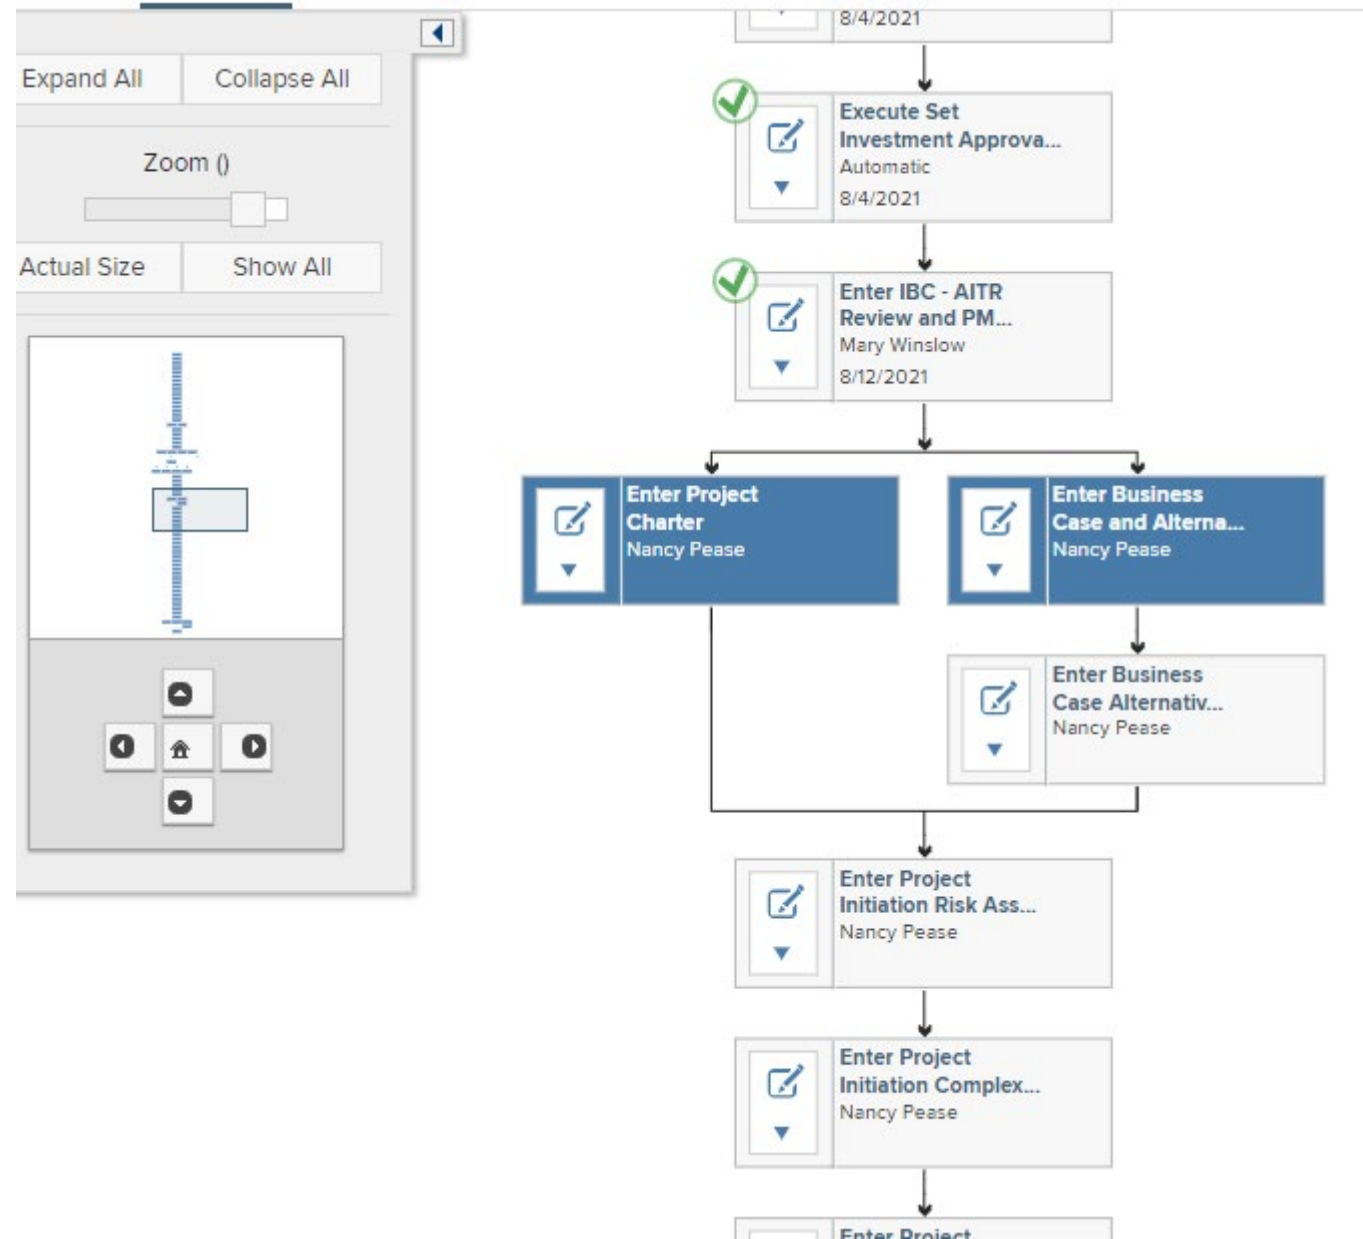 8/4/2021
Expand All
Collapse All
Zoom ()
Actual Size
Show All
Execute Set
Investment Approva...
Automatic
8/4/2021
Enter IBC - AITR
Review and PM...
Mary Winslow
8/12/2021
Enter Project
Charter
Nancy Pease
Enter Business
Case and Alterna...
Nancy Pease
Enter Business
Case Alternativ...
Nancy Pease
Enter Project
Initiation Risk Ass...
Nancy Pease
Enter Project
Initiation Complex...
Nancy Pease
Enter Project